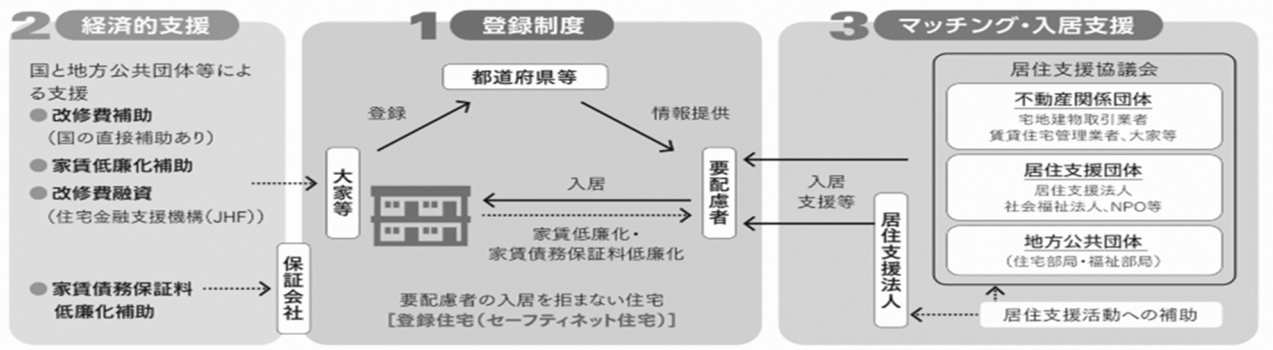 2 経済的支援
国と地方公共団体等によ
る支援
● 改修費補助
(国の直接補助あり)
● 家賃低廉化補助
● 改修費融資
(住宅金融支援機構(JHF))
● 家賃債務保証料
低廉化補助
保証会社
1 登録制度
都道府県等
登録
情報提供
大家等
要配慮者
入居
家賃低廉化・
家賃債務保証料低廉化
要配慮者の入居を拒まない住宅
[登録住宅(セーフティネット住宅)]
3 マッチング・入居支援
入居
支援等
居住支援法人
居住支援協議会
不動産関係団体
宅地建物取引業者
賃貸住宅管理業者、大家等
居住支援団体
居住支援法人
社会福祉法人、NPO等
地方公共団体
(住宅部局・福祉部局)
居住支援活動への補助